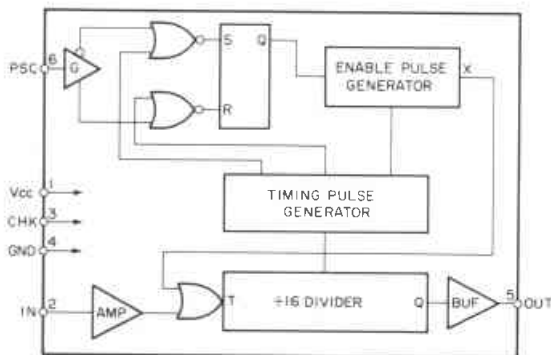 PSC 6 G S Q
R
ENABLE PULSE GENERATOR X
Vcc 1
CHK 3
GND 4
TIMING PULSE GENERATOR
IN 2 AMP T ÷16 DIVIDER Q BUF 5 OUT